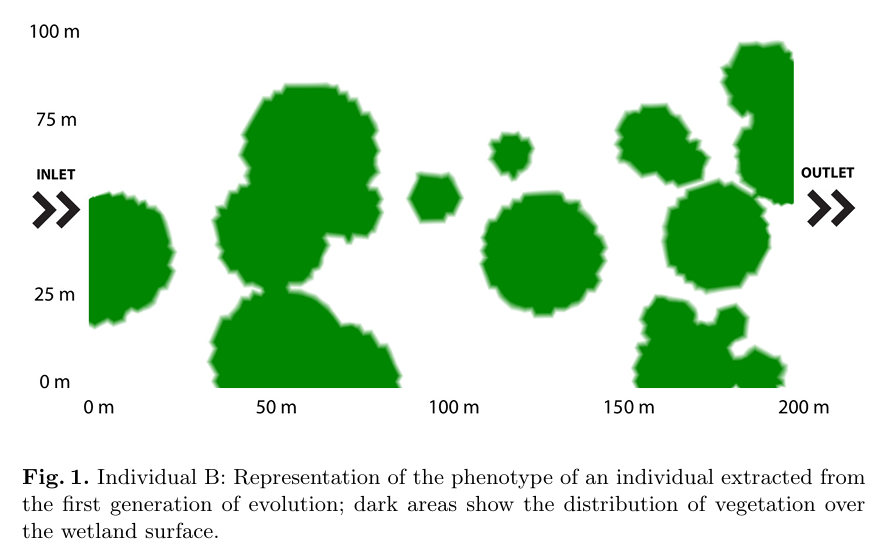 100 m
75 m
INLET
OUTLET
25 m
0 m
0 m 50 m 100 m 150 m 200 m
Fig. 1. Individual B: Representation of the phenotype of an individual extracted from
the first generation of evolution; dark areas show the distribution of vegetation over
the wetland surface.